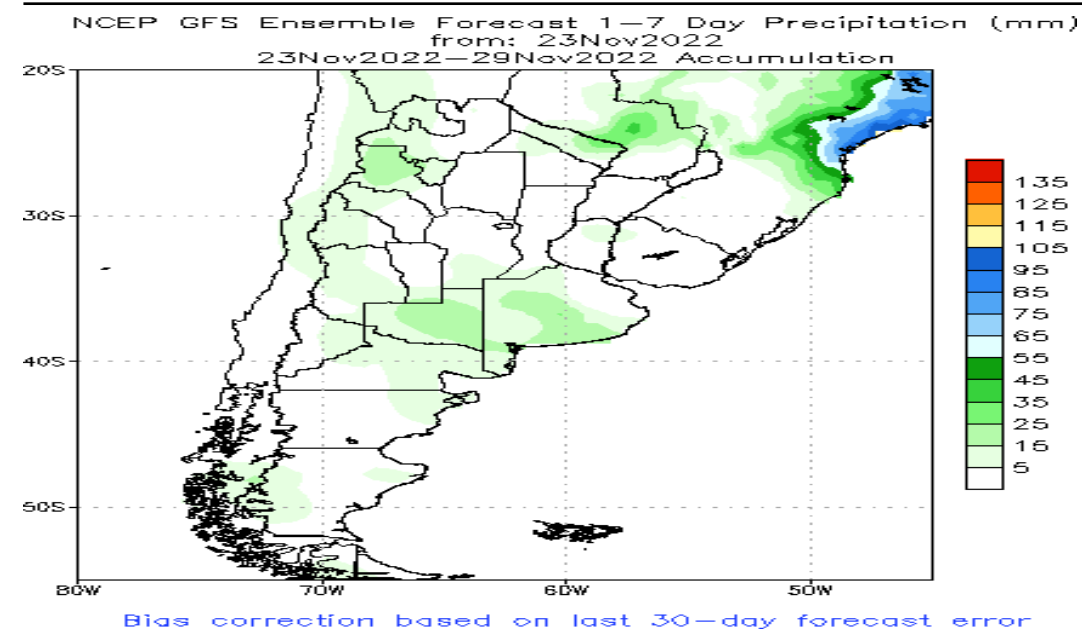 NCEP GFS Ensemble Forecast 1-7 Day Precipitation (mm)
from: 23Nov2022
23Nov2022-29Nov2022 Accumulation
20S
30S
40S
50S
80W
70W
60W
50W
135
125
115
105
95
85
75
65
55
45
35
25
15
5
Bias correction based on last 30-day forecast error